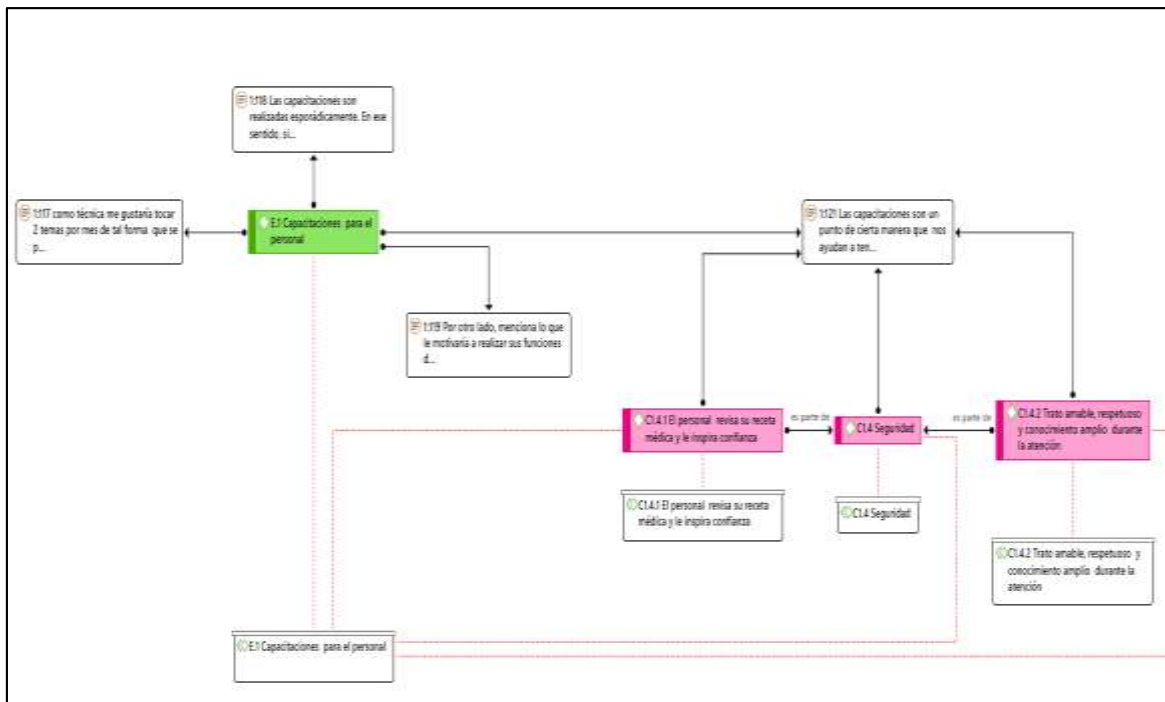 1:118 Las capacitaciones son
realizadas esporádicamente. En ese
sentido, si...
1:117 como técnica me gustaría tocar
2 temas por mes de tal forma que se
p...
E.1 Capacitaciones para el
personal
1:121 Las capacitaciones son un
punto de cierta manera que nos
ayudan a ten...
1:119 Por otro lado, menciona lo que
le motivaría a realizar sus funciones
d...
C1.4.1 El personal revisa su receta
médica y le inspira confianza
es parte de
C1.4 Seguridad
es parte de
C1.4.2 Trato amable, respetuoso
y conocimiento amplio durante
la atención
C1.4.1 El personal revisa su receta
médica y le inspira confianza
C1.4 Seguridad
C1.4.2 Trato amable, respetuoso y
conocimiento amplio durante la
atención
E.1 Capacitaciones para el personal